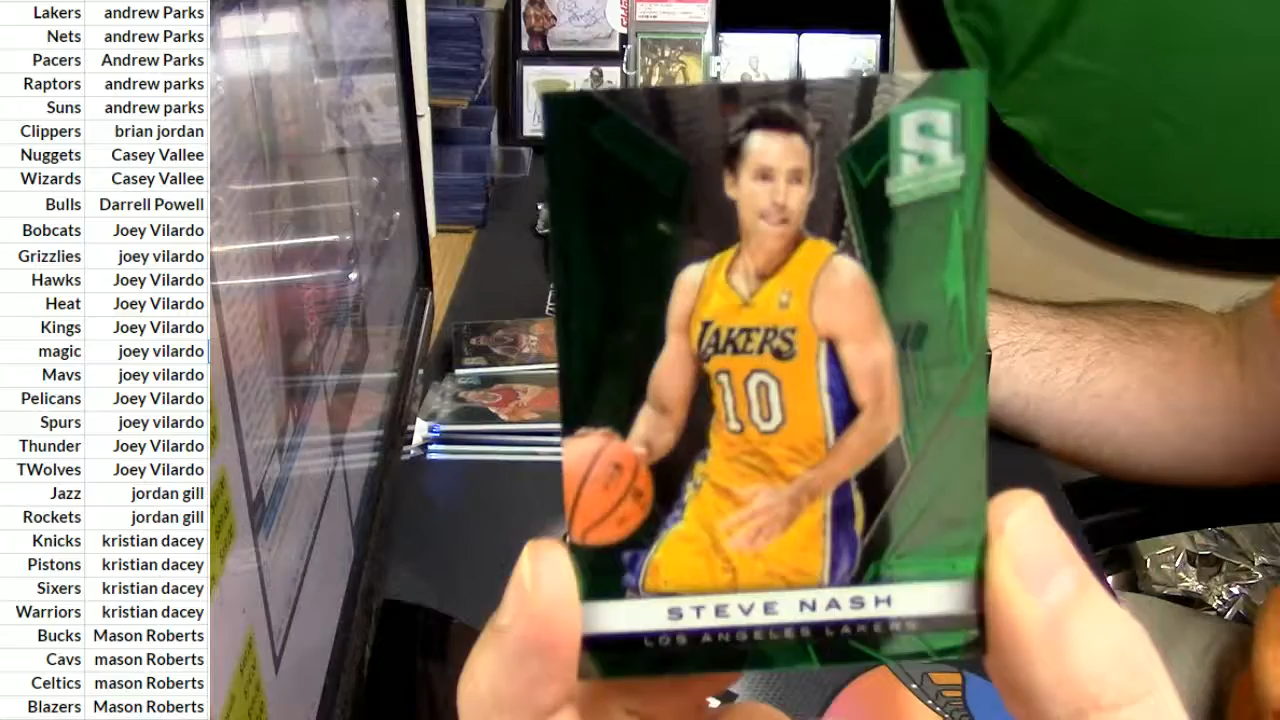 Lakers andrew Parks
Nets andrew Parks
Pacers Andrew Parks
Raptors andrew Parks
Suns andrew parks
Clippers brian jordan
Nuggets Casey Vallee
Wizards Casey Vallee
Bulls Darrell Powell
Bobcats Joey Vilardo
Grizzlies joey vilardo
Hawks Joey Vilardo
Heat Joey Vilardo
Kings Joey Vilardo
magic joey vilardo
Mavs joey vilardo
Pelicans Joey Vilardo
Spurs joey vilardo
Thunder Joey Vilardo
TWolves Joey Vilardo
Jazz jordan gill
Rockets jordan gill
Knicks kristian dacey
Pistons kristian dacey
Sixers kristian dacey
Warriors kristian dacey
Bucks Mason Roberts
Cavs mason Roberts
Celtics mason Roberts
Blazers Mason Roberts
S
LAKERS
10
STEVE NASH
LOS ANGELES LAKERS